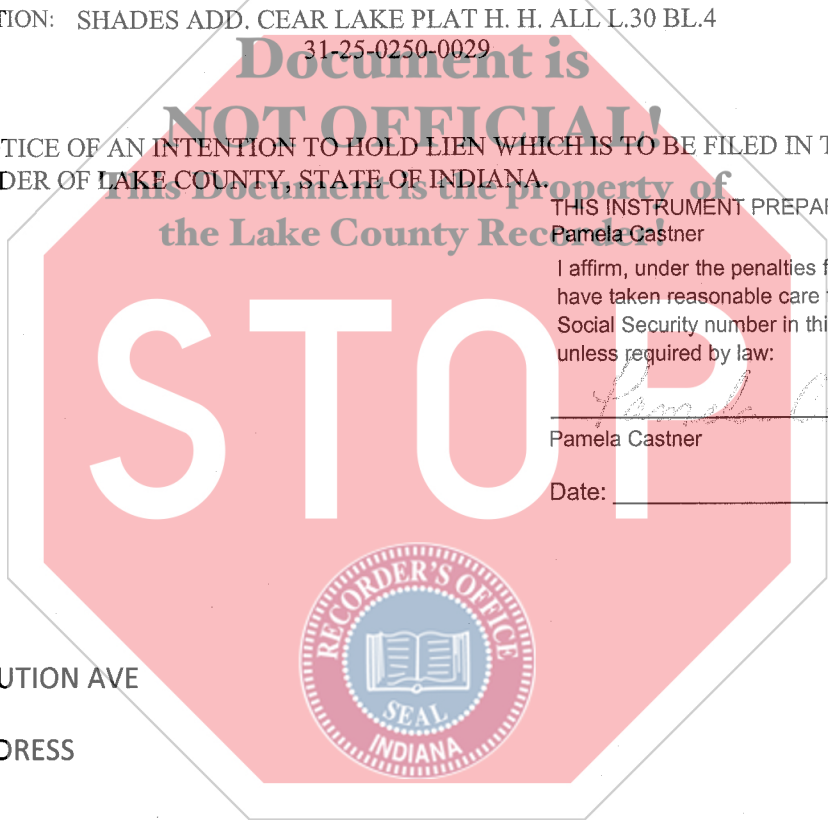 TION: SHADES ADD. CEAR LAKE PLAT H. H. ALL L.30 BL.4
31-25-0250-0029
Document is
NOT OFFICIAL!
TICE OF AN INTENTION TO HOLD LIEN WHICH IS TO BE FILED IN T
DER OF LAKE COUNTY, STATE OF INDIANA.
This Document is the property of
the Lake County Recorder!
THIS INSTRUMENT PREPAR
Pamela Castner
I affirm, under the penalties f
have taken reasonable care
Social Security number in thi
unless required by law:
Pamela C
Pamela Castner
Date:
STOP
RECORDER'S OFFICE
SEAL
INDIANA
UTION AVE
DRESS